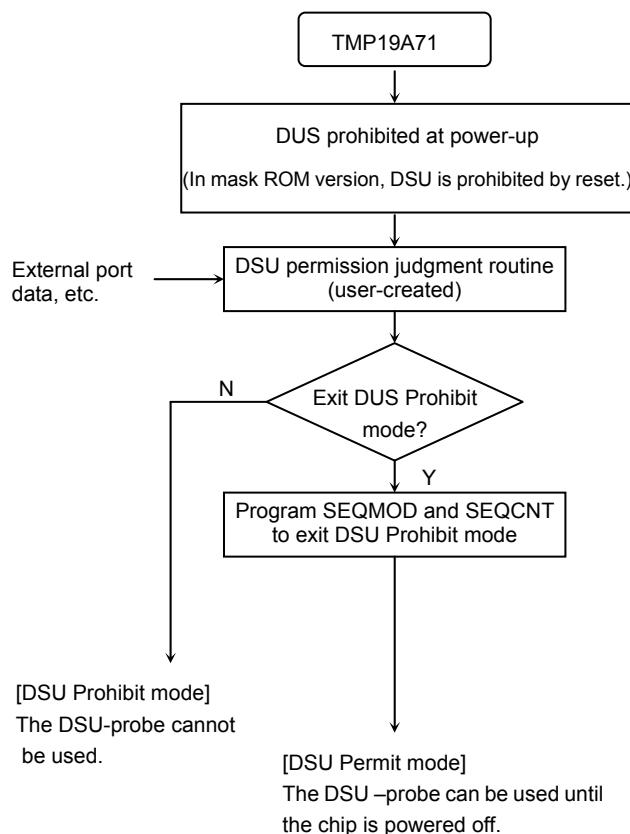 TMP19A71
DUS prohibited at power-up
(In mask ROM version, DSU is prohibited by reset.)
External port
data, etc.
DSU permission judgment routine
(user-created)
N
Exit DUS Prohibit
mode?
Y
Program SEQMOD and SEQCNT
to exit DSU Prohibit mode
[DSU Prohibit mode]
The DSU-probe cannot
be used.
[DSU Permit mode]
The DSU –probe can be used until
the chip is powered off.